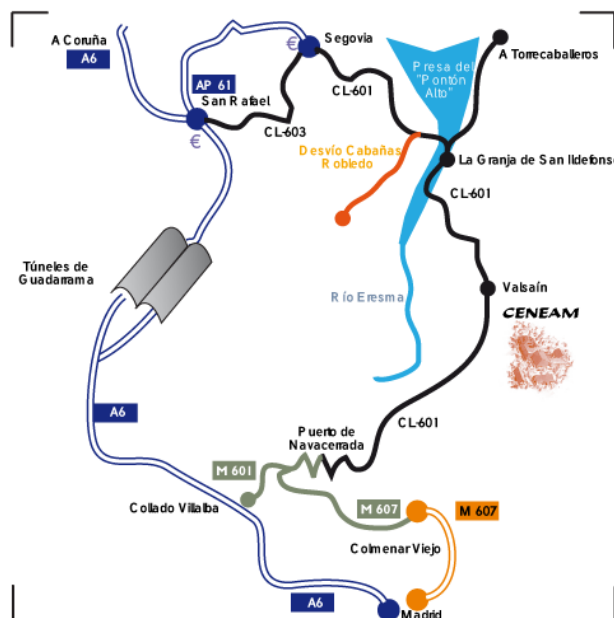 A Coruña
A6
Segovia
€
Presa del
"Pontón
Alto"
A Torrecaballeros
AP 61
San Rafael
€
CL-601
CL-603
Desvío Cabañas
Robledo
La Granja de San Ildefonso
CL-601
Túneles de
Guadarrama
Río Eresma
Valsaín
CENEAM
A6
CL-601
Puerto de
Navacerrada
M 601
Collado Villalba
M 607
M 607
Colmenar Viejo
A6
Madrid